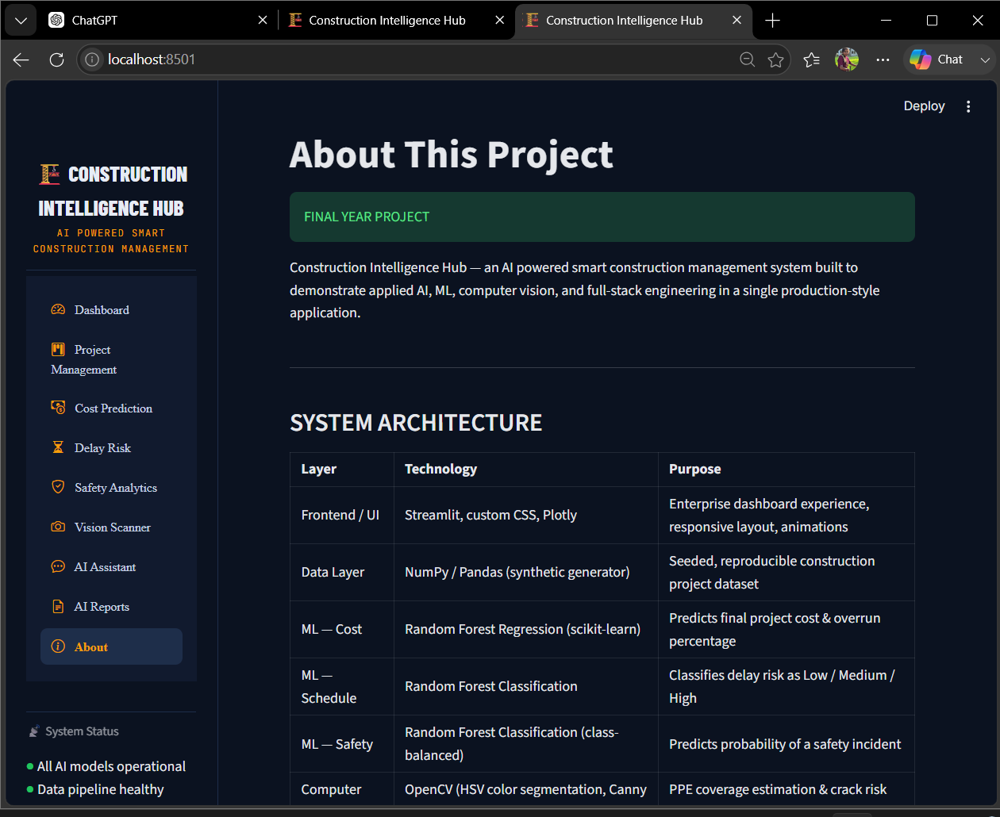 ChatGPT
Construction Intelligence Hub
Construction Intelligence Hub
localhost:8501
Chat
Deploy
CONSTRUCTION
INTELLIGENCE HUB
AI POWERED SMART
CONSTRUCTION MANAGEMENT
Dashboard
Project
Management
Cost Prediction
Delay Risk
Safety Analytics
Vision Scanner
AI Assistant
AI Reports
About
System Status
All AI models operational
Data pipeline healthy
About This Project
FINAL YEAR PROJECT
Construction Intelligence Hub — an AI powered smart construction management system built to
demonstrate applied AI, ML, computer vision, and full-stack engineering in a single production-style
application.
SYSTEM ARCHITECTURE
Layer Technology Purpose
Frontend / UI Streamlit, custom CSS, Plotly Enterprise dashboard experience,
responsive layout, animations
Data Layer NumPy / Pandas (synthetic generator) Seeded, reproducible construction
project dataset
ML — Cost Random Forest Regression (scikit-learn) Predicts final project cost & overrun
percentage
ML —
Schedule Random Forest Classification Classifies delay risk as Low / Medium /
High
ML — Safety Random Forest Classification (class-
balanced) Predicts probability of a safety incident
Computer OpenCV (HSV color segmentation, Canny PPE coverage estimation & crack risk